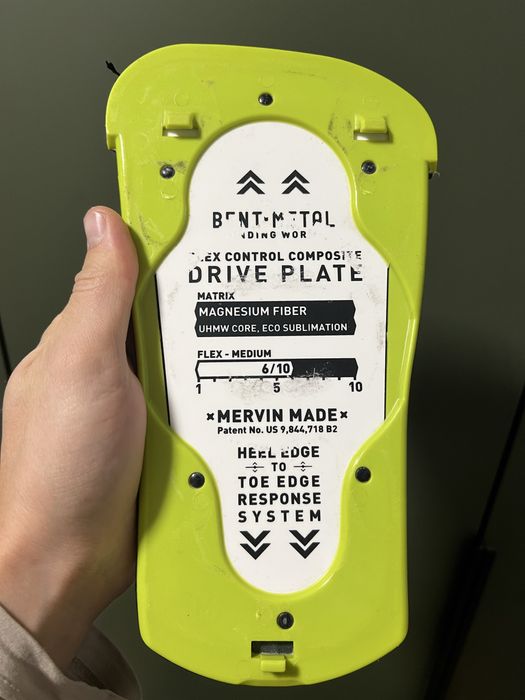 BENT METAL
NDING WOR
LEX CONTROL COMPOSITE
DRIVE PLATE
MATRIX
MAGNESIUM FIBER
UHMW CORE, ECO SUBLIMATION
FLEX - MEDIUM
6/10
1 5 10
×MERVIN MADE×
Patent No. US 9,844,718 B2
HEEL EDGE
TO
TOE EDGE
RESPONSE
SYSTEM